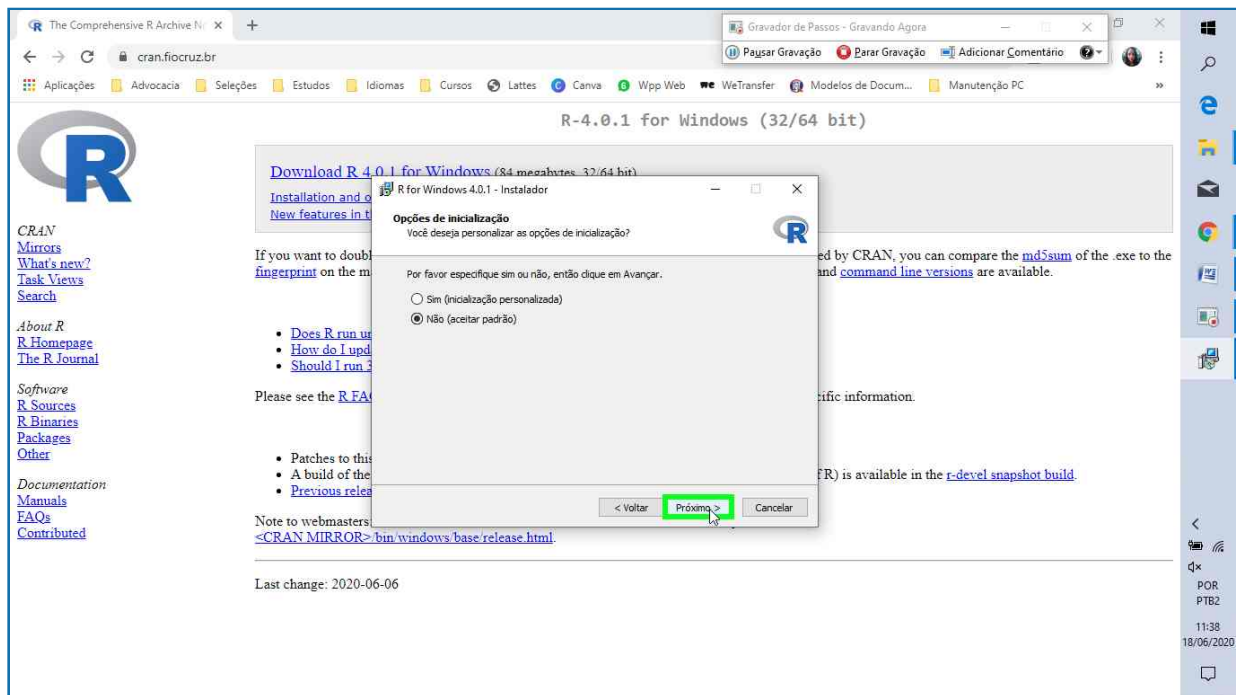 The Comprehensive R Archive N
Gravador de Passos - Gravando Agora
cran.fiocruz.br
Pausar Gravação Parar Gravação Adicionar Comentário
Aplicações Advocacia Seleções Estudos Idiomas Cursos Lattes Canva Wpp Web WeTransfer Modelos de Docum... Manutenção PC »
R
R-4.0.1 for Windows (32/64 bit)
Download R 4.0.1 for Windows (84 megabytes, 32/64 bit)
Installation and o
New features in t
R for Windows 4.0.1 - Instalador
Opções de inicialização
Você deseja personalizar as opções de inicialização?
R
Por favor especifique sim ou não, então clique em Avançar.
Sim (inicialização personalizada)
Não (aceitar padrão)
< Voltar Próximo > Cancelar
CRAN
Mirrors
What's new?
Task Views
Search
About R
R Homepage
The R Journal
Software
R Sources
R Binaries
Packages
Other
Documentation
Manuals
FAQs
Contributed
If you want to doubl ed by CRAN, you can compare the md5sum of the .exe to the
fingerprint on the m and command line versions are available.
Does R run un
How do I upd
Should I run 3
Please see the R FA cific information.
Patches to this
A build of the f R) is available in the r-devel snapshot build.
Previous relea
Note to webmasters
<CRAN MIRROR>/bin/windows/base/release.html.
Last change: 2020-06-06
POR
PTB2
11:38
18/06/2020